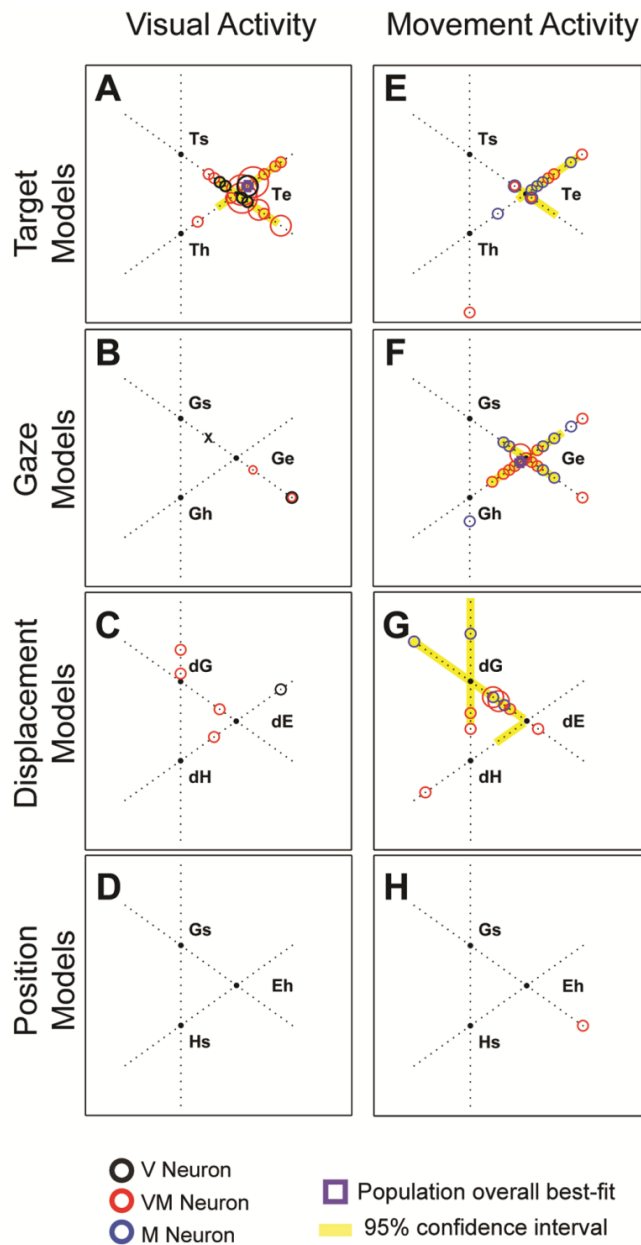 Visual Activity
Movement Activity
Target
Models
A
Ts
Te
Th
E
Ts
Te
Th
Gaze
Models
B
Gs
x
Ge
Gh
F
Gs
Ge
Gh
Displacement
Models
C
dG
dE
dH
G
dG
dE
dH
Position
Models
D
Gs
Eh
Hs
H
Gs
Eh
Hs
V Neuron
VM Neuron
M Neuron
Population overall best-fit
95% confidence interval